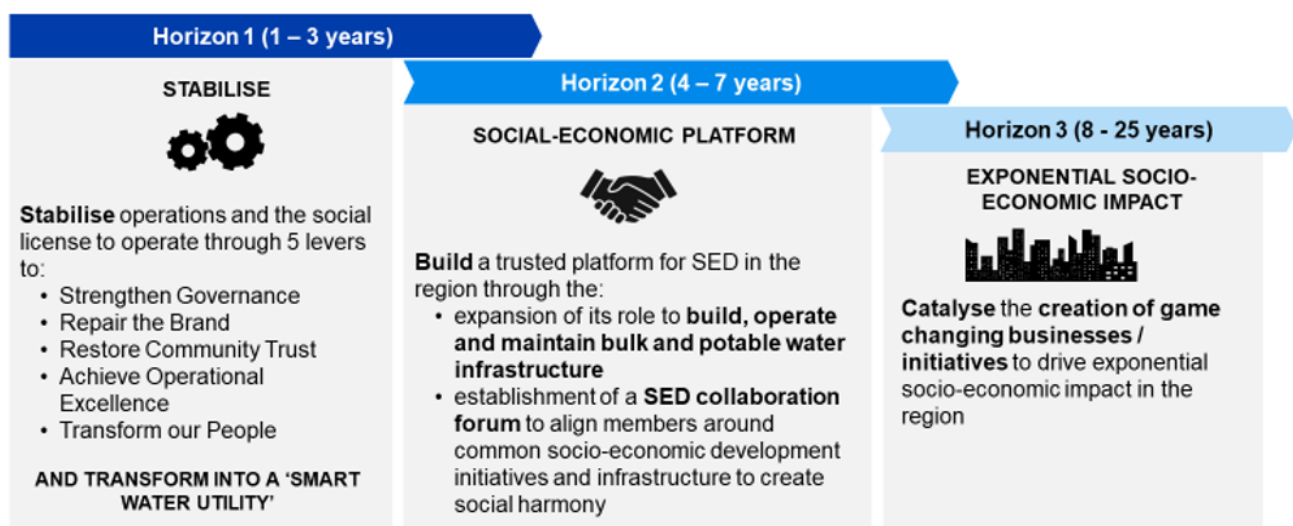 Horizon 1 (1 – 3 years)
STABILISE
Stabilise operations and the social
license to operate through 5 levers
to:
• Strengthen Governance
• Repair the Brand
• Restore Community Trust
• Achieve Operational
Excellence
• Transform our People
AND TRANSFORM INTO A ‘SMART
WATER UTILITY’
Horizon 2 (4 – 7 years)
SOCIAL-ECONOMIC PLATFORM
Build a trusted platform for SED in the
region through the:
• expansion of its role to build, operate
and maintain bulk and potable water
infrastructure
• establishment of a SED collaboration
forum to align members around
common socio-economic development
initiatives and infrastructure to create
social harmony
Horizon 3 (8 - 25 years)
EXPONENTIAL SOCIO-
ECONOMIC IMPACT
Catalyse the creation of game
changing businesses /
initiatives to drive exponential
socio-economic impact in the
region